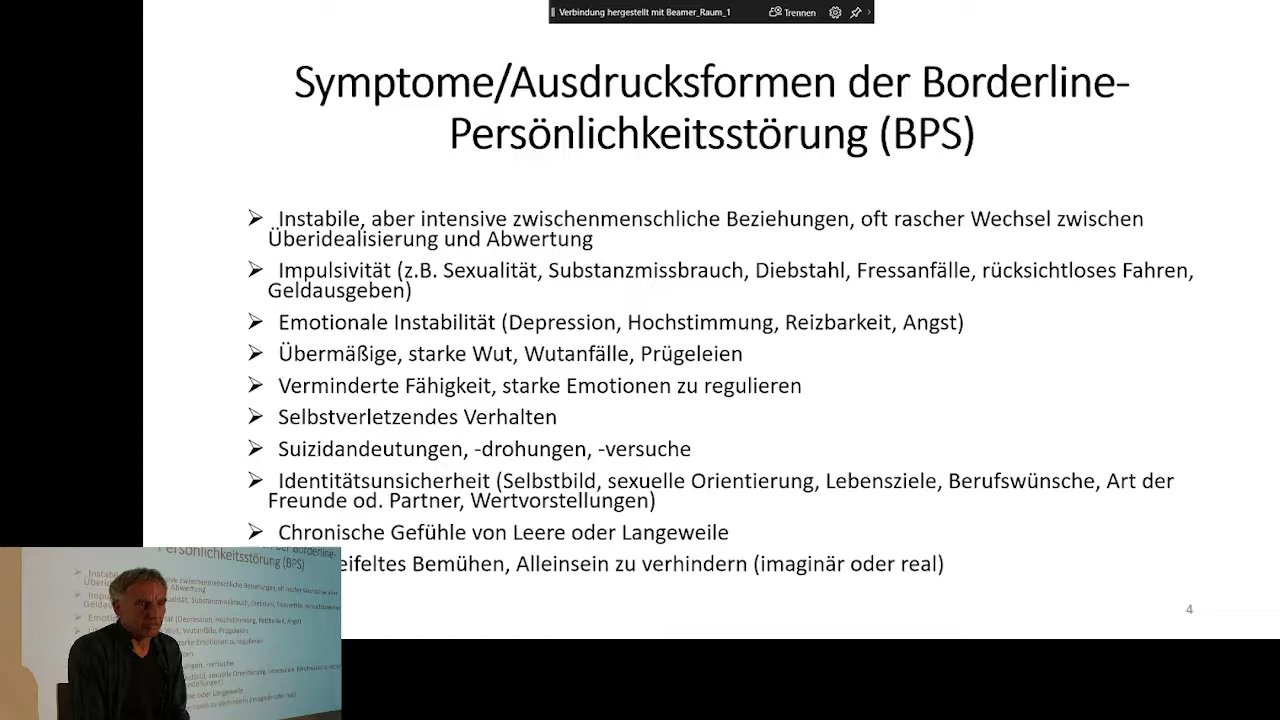 Verbindung hergestellt mit Beamer_Raum_1 Trennen
Symptome/Ausdrucksformen der Borderline-
Persönlichkeitsstörung (BPS)
Instabile, aber intensive zwischenmenschliche Beziehungen, oft rascher Wechsel zwischen
Überidealisierung und Abwertung
Impulsivität (z.B. Sexualität, Substanzmissbrauch, Diebstahl, Fressanfälle, rücksichtloses Fahren,
Geldausgeben)
Emotionale Instabilität (Depression, Hochstimmung, Reizbarkeit, Angst)
Übermäßige, starke Wut, Wutanfälle, Prügeleien
Verminderte Fähigkeit, starke Emotionen zu regulieren
Selbstverletzendes Verhalten
Suizidandeutungen, -drohungen, -versuche
Identitätsunsicherheit (Selbstbild, sexuelle Orientierung, Lebensziele, Berufswünsche, Art der
Freunde od. Partner, Wertvorstellungen)
Chronische Gefühle von Leere oder Langeweile
eifeltes Bemühen, Alleinsein zu verhindern (imaginär oder real)
4
Persönlichkeitsstörung (BPS)